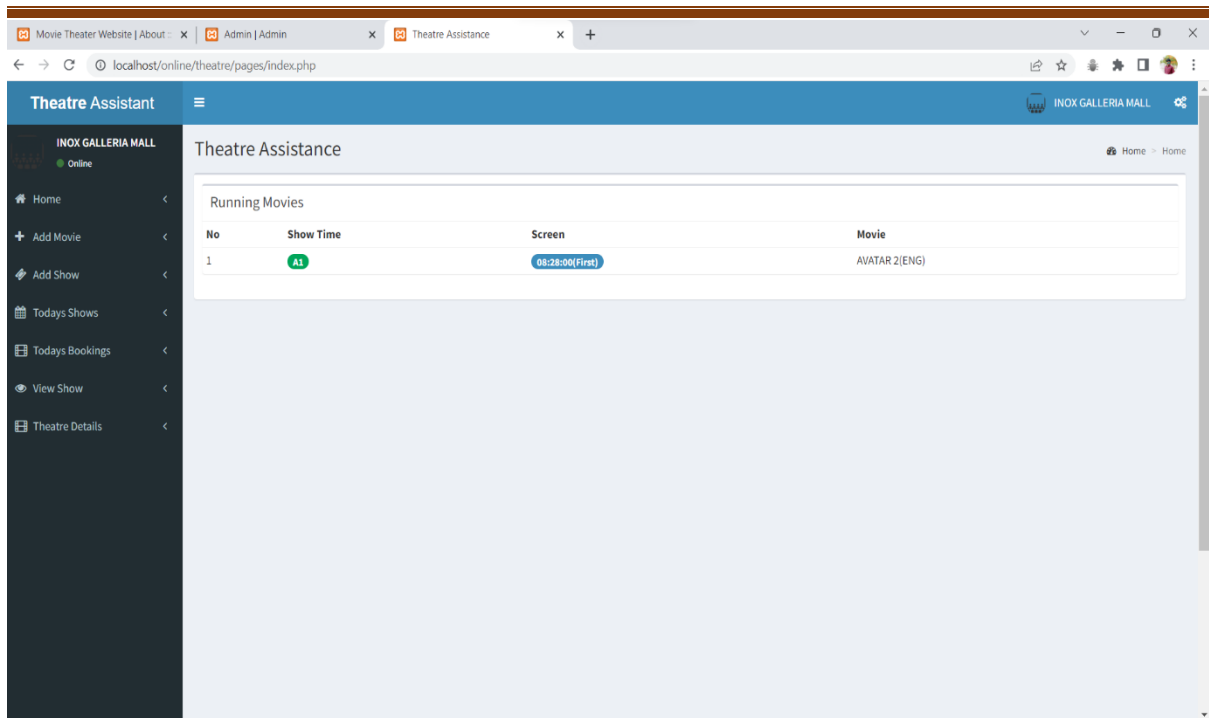 Movie Theater Website | About :: Admin | Admin Theatre Assistance
localhost/online/theatre/pages/index.php
Theatre Assistant INOX GALLERIA MALL
INOX GALLERIA MALL
Online
Theatre Assistance Home > Home
Home
Add Movie
Add Show
Todays Shows
Todays Bookings
View Show
Theatre Details
Running Movies
No Show Time Screen Movie
1 A1 08:28:00(First) AVATAR 2(ENG)